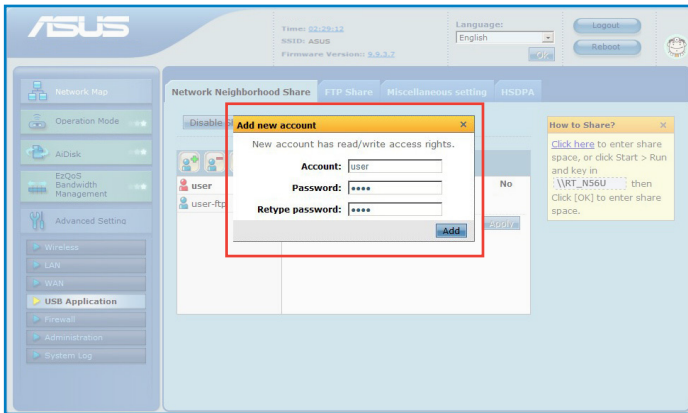 ASUS
Time: 02:29:12
SSID: ASUS
Firmware Version: 9.9.3.7
Language:
English
OK
Logout
Reboot
Network Map
Operation Mode
AiDisk
EzQoS
Bandwidth
Management
Advanced Setting
Wireless
LAN
WAN
USB Application
Firewall
Administration
System Log
Network Neighborhood Share
FTP Share
Miscellaneous setting
HSDPA
Disable
user
user-ftp
No
Apply
Add new account ×
New account has read/write access rights.
Account: user
Password: ••••
Retype password: ••••
Add
How to Share? ×
Click here to enter share
space, or click Start > Run
and key in
\\RT_N56U then
Click [OK] to enter share
space.